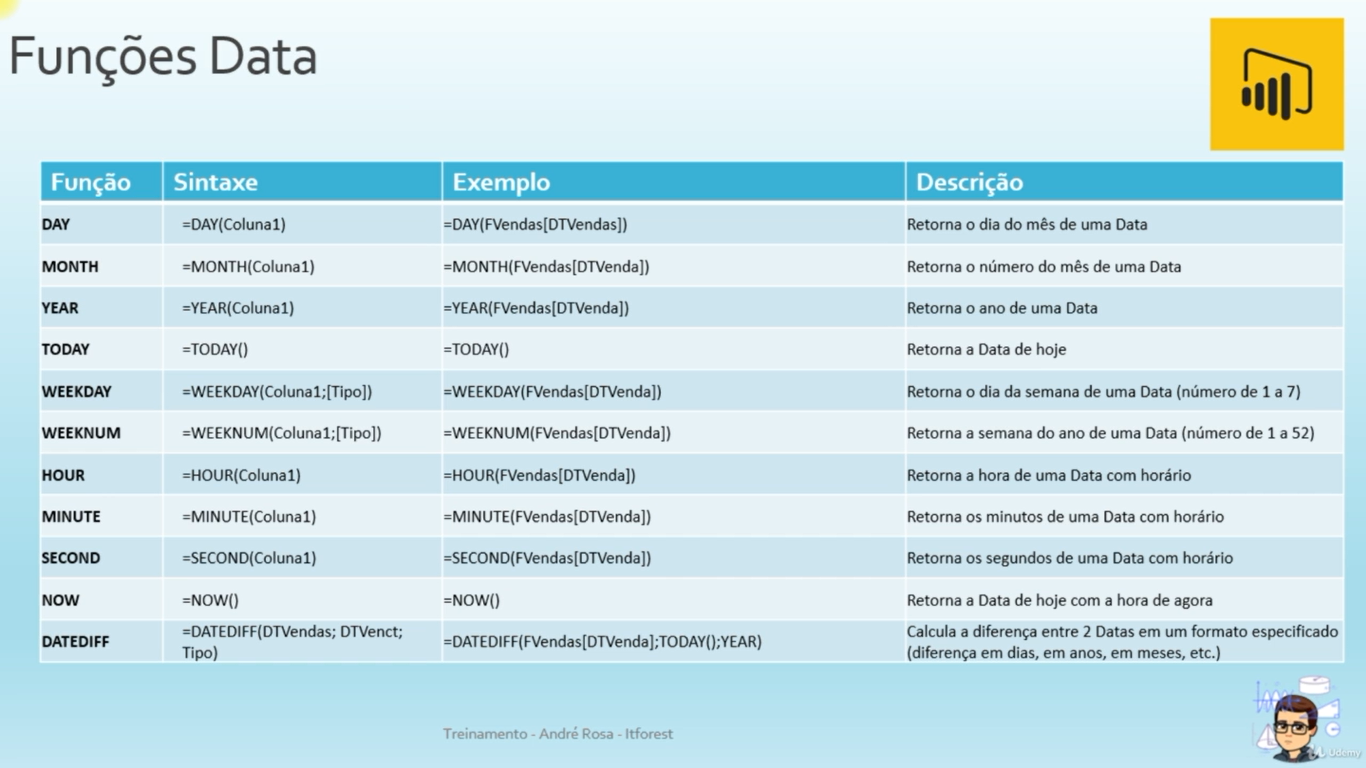 Funções Data
Função Sintaxe Exemplo Descrição
DAY =DAY(Coluna1) =DAY(FVendas[DTVendas]) Retorna o dia do mês de uma Data
MONTH =MONTH(Coluna1) =MONTH(FVendas[DTVenda]) Retorna o número do mês de uma Data
YEAR =YEAR(Coluna1) =YEAR(FVendas[DTVenda]) Retorna o ano de uma Data
TODAY =TODAY() =TODAY() Retorna a Data de hoje
WEEKDAY =WEEKDAY(Coluna1;[Tipo]) =WEEKDAY(FVendas[DTVenda]) Retorna o dia da semana de uma Data (número de 1 a 7)
WEEKNUM =WEEKNUM(Coluna1;[Tipo]) =WEEKNUM(FVendas[DTVenda]) Retorna a semana do ano de uma Data (número de 1 a 52)
HOUR =HOUR(Coluna1) =HOUR(FVendas[DTVenda]) Retorna a hora de uma Data com horário
MINUTE =MINUTE(Coluna1) =MINUTE(FVendas[DTVenda]) Retorna os minutos de uma Data com horário
SECOND =SECOND(Coluna1) =SECOND(FVendas[DTVenda]) Retorna os segundos de uma Data com horário
NOW =NOW() =NOW() Retorna a Data de hoje com a hora de agora
DATEDIFF =DATEDIFF(DTVendas; DTVenct;
Tipo) =DATEDIFF(FVendas[DTVenda];TODAY();YEAR) Calcula a diferença entre 2 Datas em um formato especificado
(diferença em dias, em anos, em meses, etc.)
Treinamento - André Rosa - Itforest
Udemy